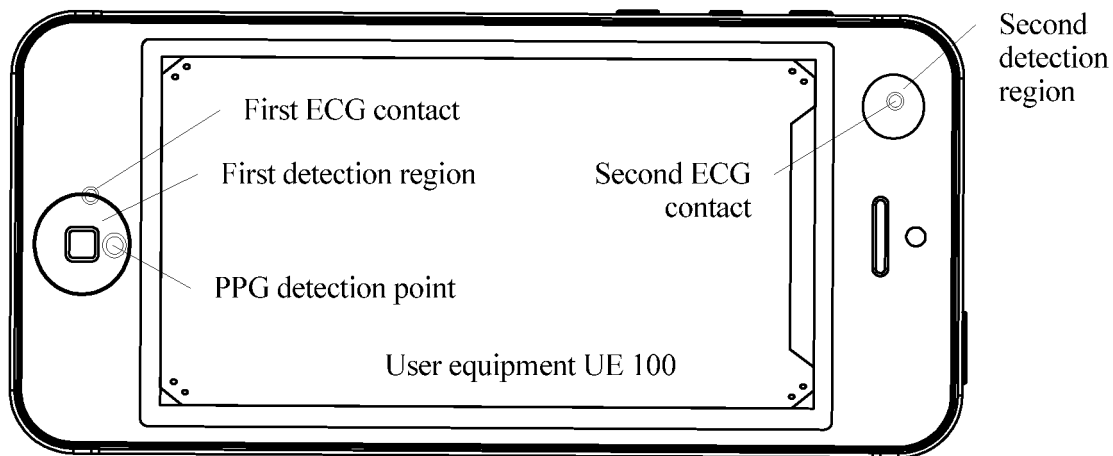 Second
detection
region
First ECG contact
First detection region
Second ECG
contact
PPG detection point
User equipment UE 100